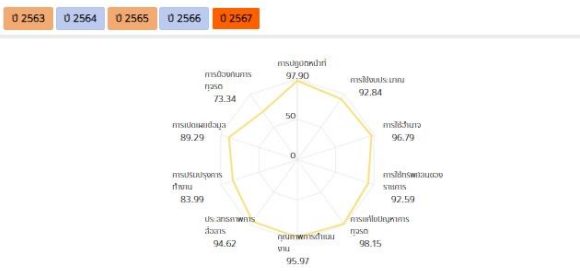 ปี 2563 ปี 2564 ปี 2565 ปี 2566 ปี 2567
การปฏิบัติหน้าที่
97.90
การป้องกันการ
ทุจริต
73.34
การใช้งบประมาณ
92.84
50
การเปิดเผยข้อมูล
89.29
การใช้อำนาจ
96.79
0
การปรับปรุงการ
ทำงาน
83.99
การใช้ทรัพย์สินของ
ราชการ
92.59
ประสิทธิภาพการ
สื่อสาร
94.62
การแก้ไขปัญหาการ
ทุจริต
98.15
คุณภาพการดำเนิน
งาน
95.97